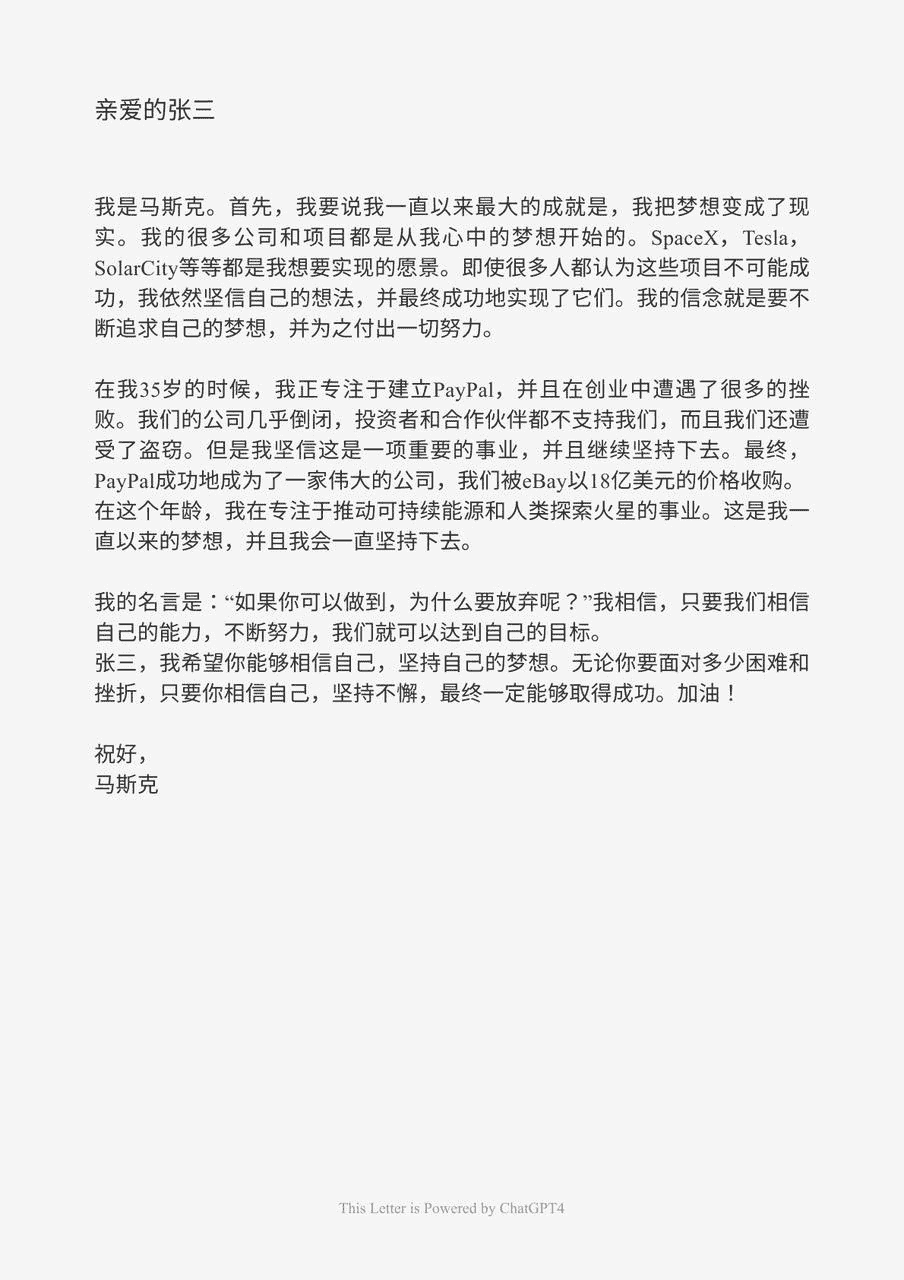 亲爱的张三
我是马斯克。首先，我要说我一直以来最大的成就是，我把梦想变成了现
实。我的很多公司和项目都是从我心中的梦想开始的。SpaceX，Tesla，
SolarCity等等都是我想要实现的愿景。即使很多人都认为这些项目不可能成
功，我依然坚信自己的想法，并最终成功地实现了它们。我的信念就是要不
断追求自己的梦想，并为之付出一切努力。
在我35岁的时候，我正专注于建立PayPal，并且在创业中遭遇了很多的挫
败。我们的公司几乎倒闭，投资者和合作伙伴都不支持我们，而且我们还遭
受了盗窃。但是我坚信这是一项重要的事业，并且继续坚持下去。最终，
PayPal成功地成为了一家伟大的公司，我们被eBay以18亿美元的价格收购。
在这个年龄，我在专注于推动可持续能源和人类探索火星的事业。这是我一
直以来的梦想，并且我会一直坚持下去。
我的名言是：“如果你可以做到，为什么要放弃呢？”我相信，只要我们相信
自己的能力，不断努力，我们就可以达到自己的目标。
张三，我希望你能够相信自己，坚持自己的梦想。无论你要面对多少困难和
挫折，只要你相信自己，坚持不懈，最终一定能够取得成功。加油！
祝好，
马斯克
This Letter is Powered by ChatGPT4